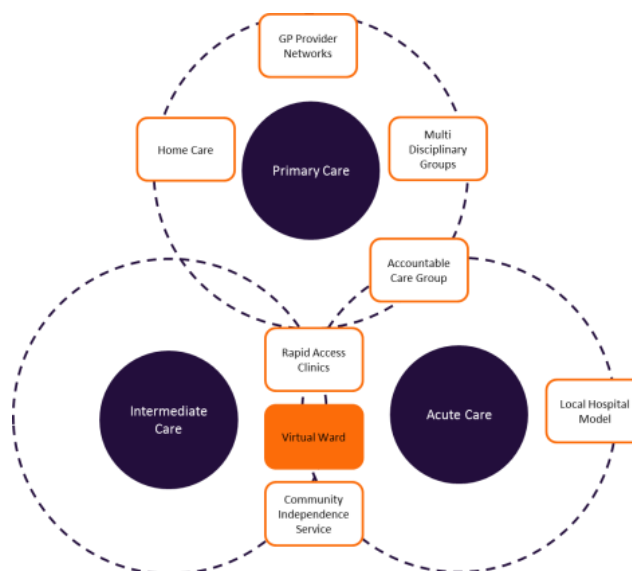 GP Provider
Networks
Home Care
Multi
Disciplinary
Groups
Primary Care
Accountable
Care Group
Rapid Access
Clinics
Intermediate
Care
Acute Care
Local Hospital
Model
Virtual Ward
Community
Independence
Service